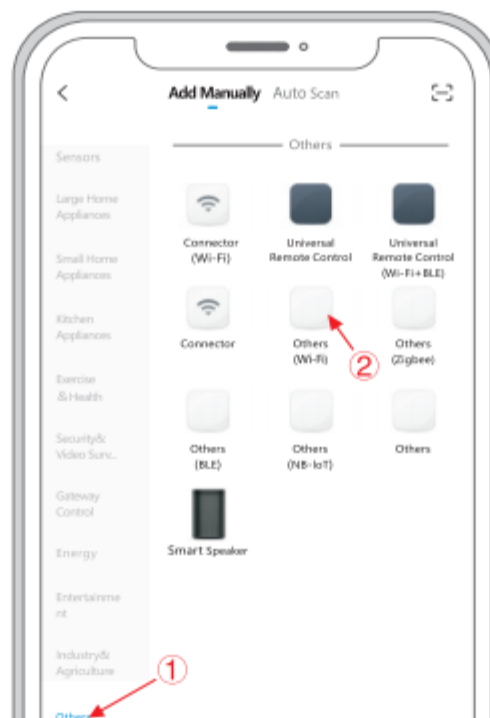 Add Manually Auto Scan
Others
Sensors
Large Home
Appliances
Small Home
Appliances
Kitchen
Appliances
Exercise
& Health
Security&
Video Surv...
Gateway
Control
Energy
Entertainme
nt
Industry&
Agriculture
Others
Connector
(Wi-Fi)
Universal
Remote Control
Universal
Remote Control
(Wi-Fi+BLE)
Connector
Others
(Wi-Fi)
Others
(Zigbee)
Others
(BLE)
Others
(NB-IoT)
Others
Smart Speaker
①
②